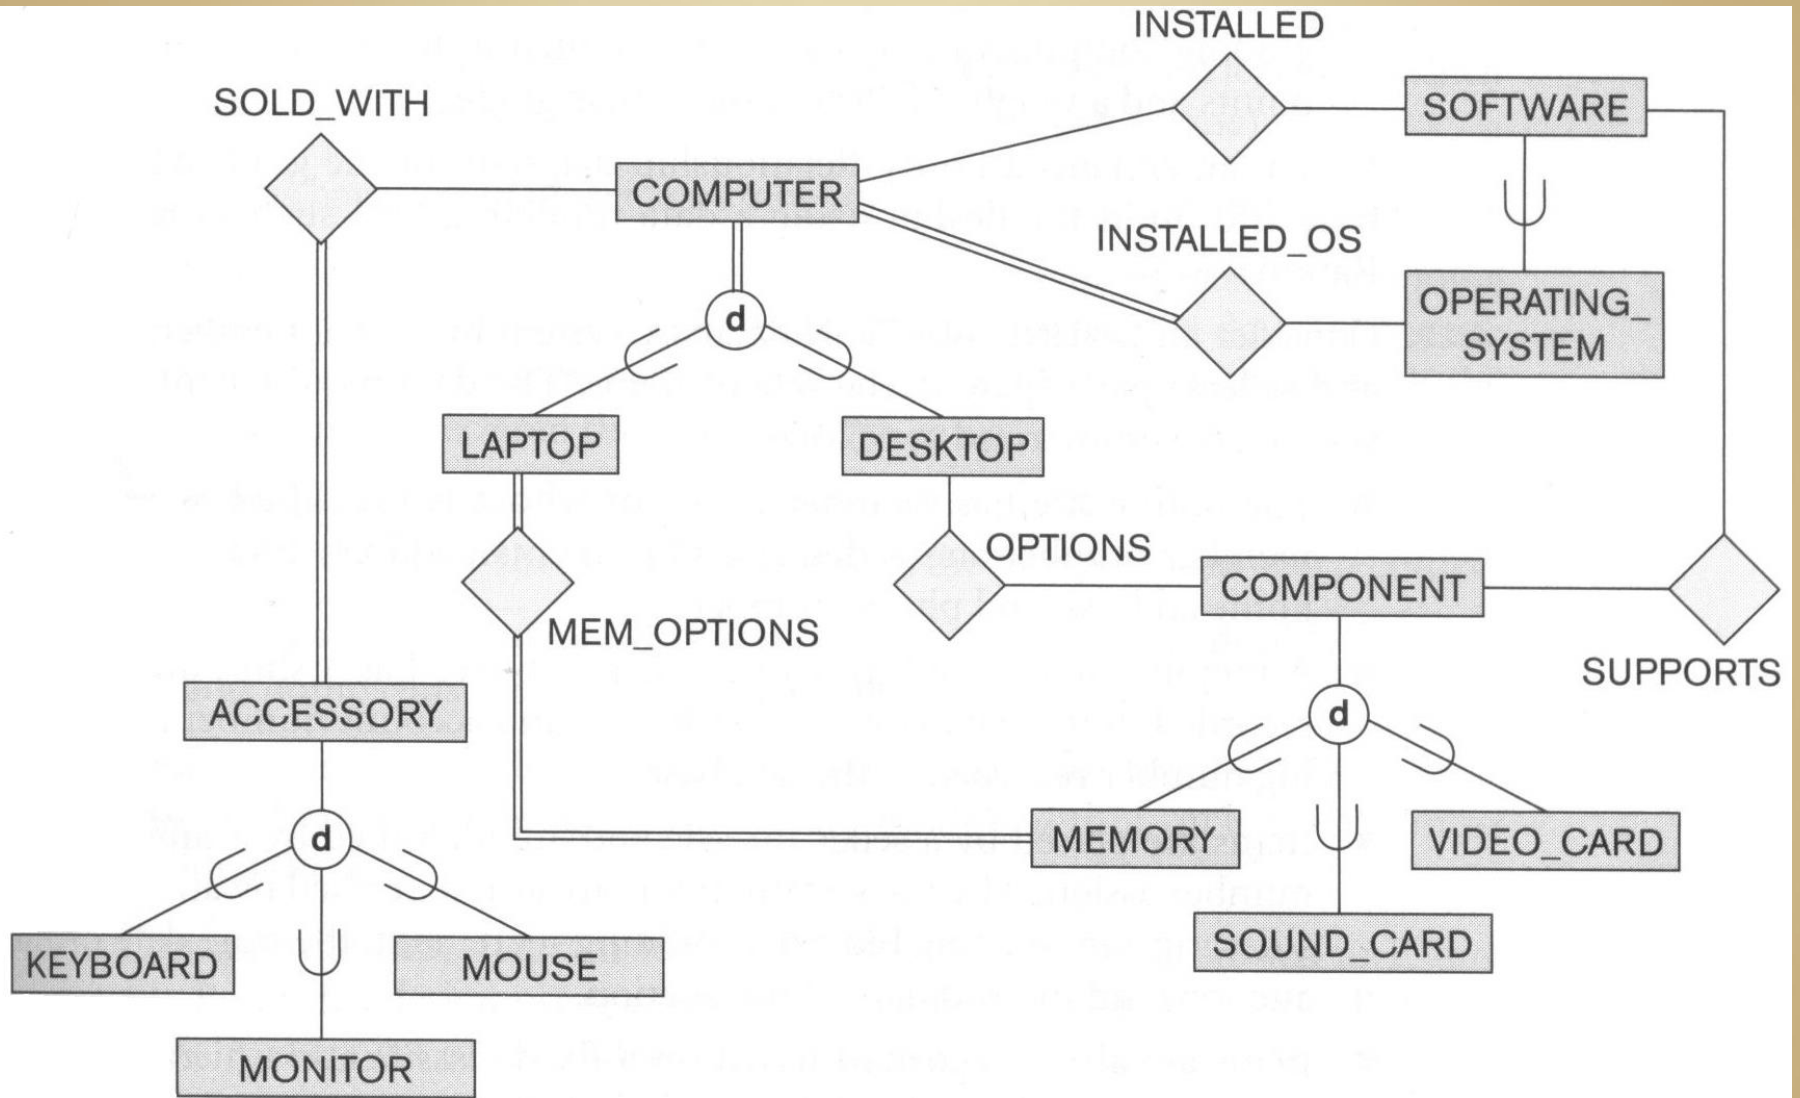 INSTALLED
SOLD_WITH
SOFTWARE
COMPUTER
INSTALLED_OS
d
OPERATING_
SYSTEM
LAPTOP
DESKTOP
OPTIONS
COMPONENT
MEM_OPTIONS
SUPPORTS
ACCESSORY
d
d
MEMORY
VIDEO_CARD
SOUND_CARD
KEYBOARD
MOUSE
MONITOR